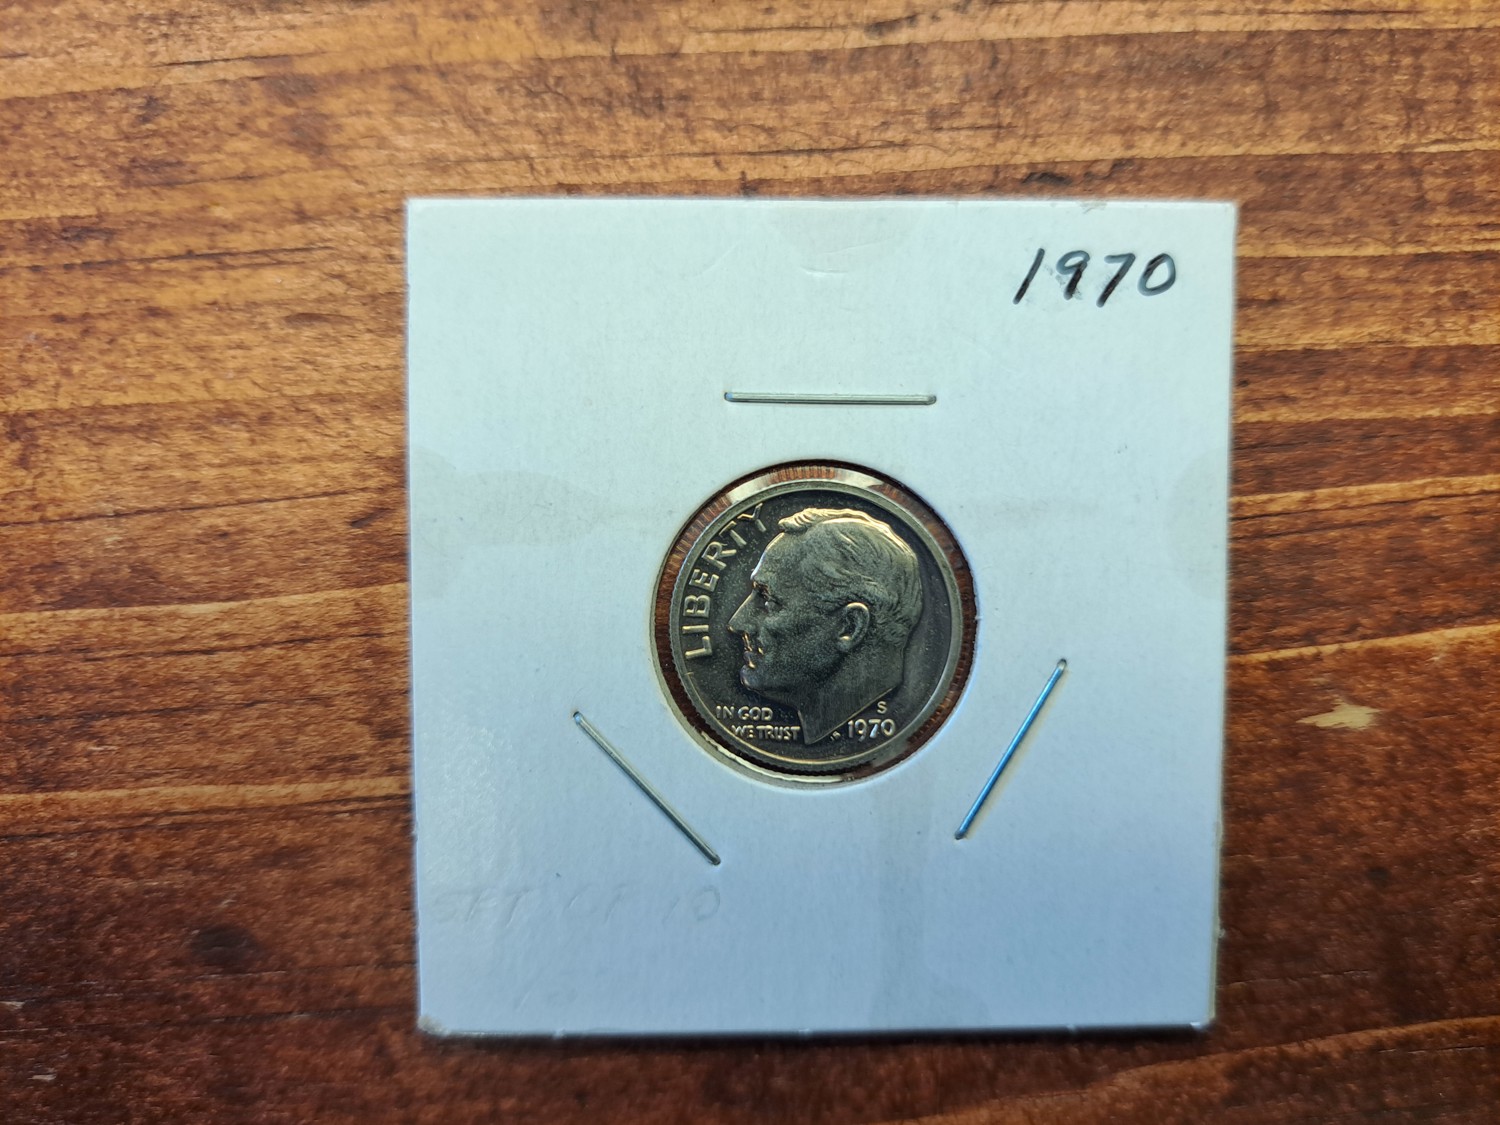 1970
LIBERTY
IN GOD
WE TRUST
S
1970